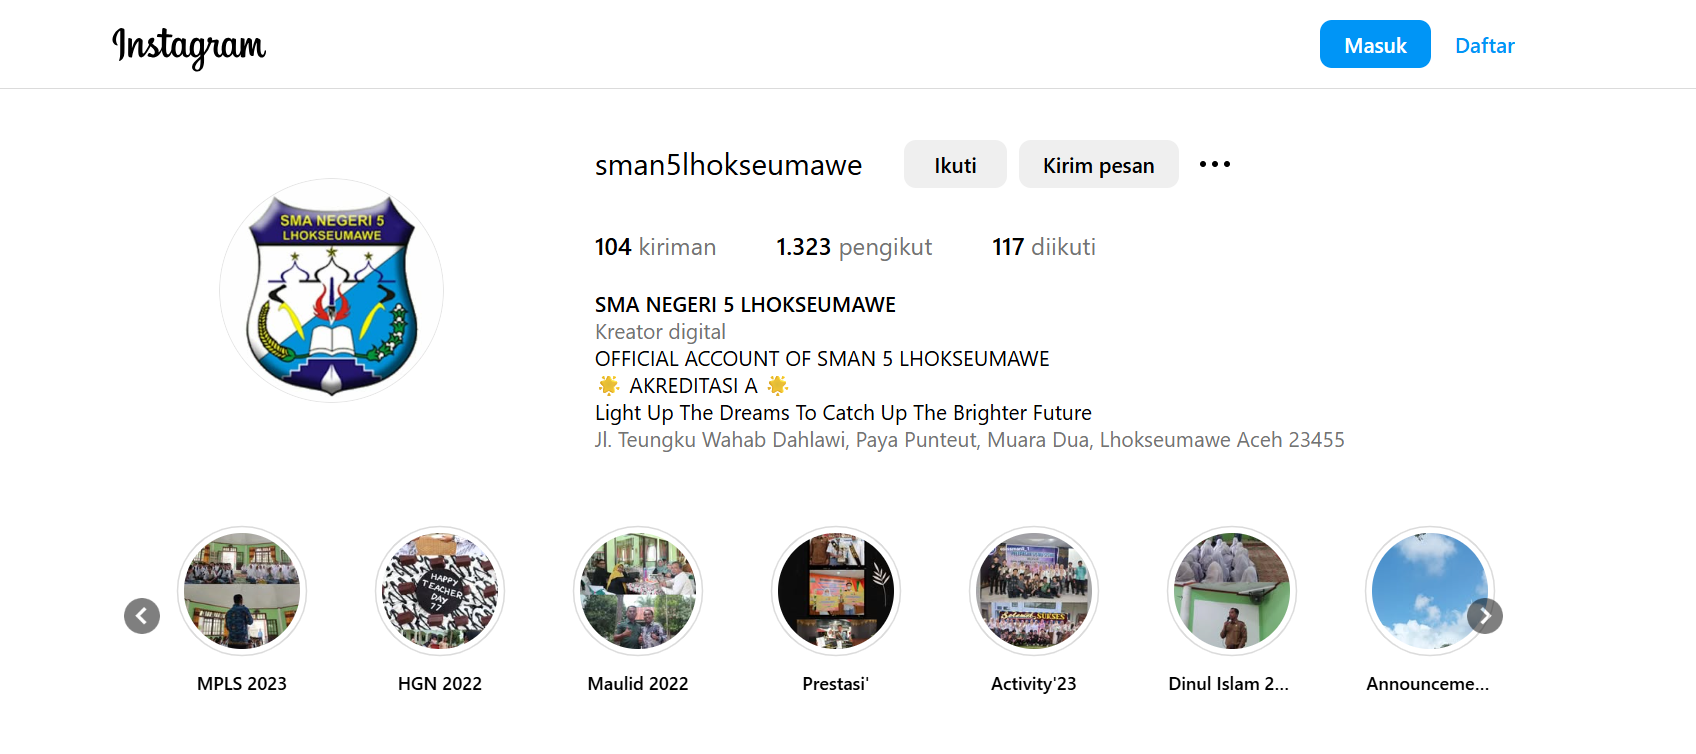 Instagram
Masuk
Daftar
sman5lhokseumawe
Ikuti
Kirim pesan
SMA NEGERI 5
LHOKSEUMAWE
104 kiriman
1.323 pengikut
117 diikuti
SMA NEGERI 5 LHOKSEUMAWE
Kreator digital
OFFICIAL ACCOUNT OF SMAN 5 LHOKSEUMAWE
🌟 AKREDITASI A 🌟
Light Up The Dreams To Catch Up The Brighter Future
Jl. Teungku Wahab Dahlawi, Paya Punteut, Muara Dua, Lhokseumawe Aceh 23455
HAPPY
TEACHER
DAY
77
SUKSES
MPLS 2023
HGN 2022
Maulid 2022
Prestasi'
Activity'23
Dinul Islam 2...
Announceme...